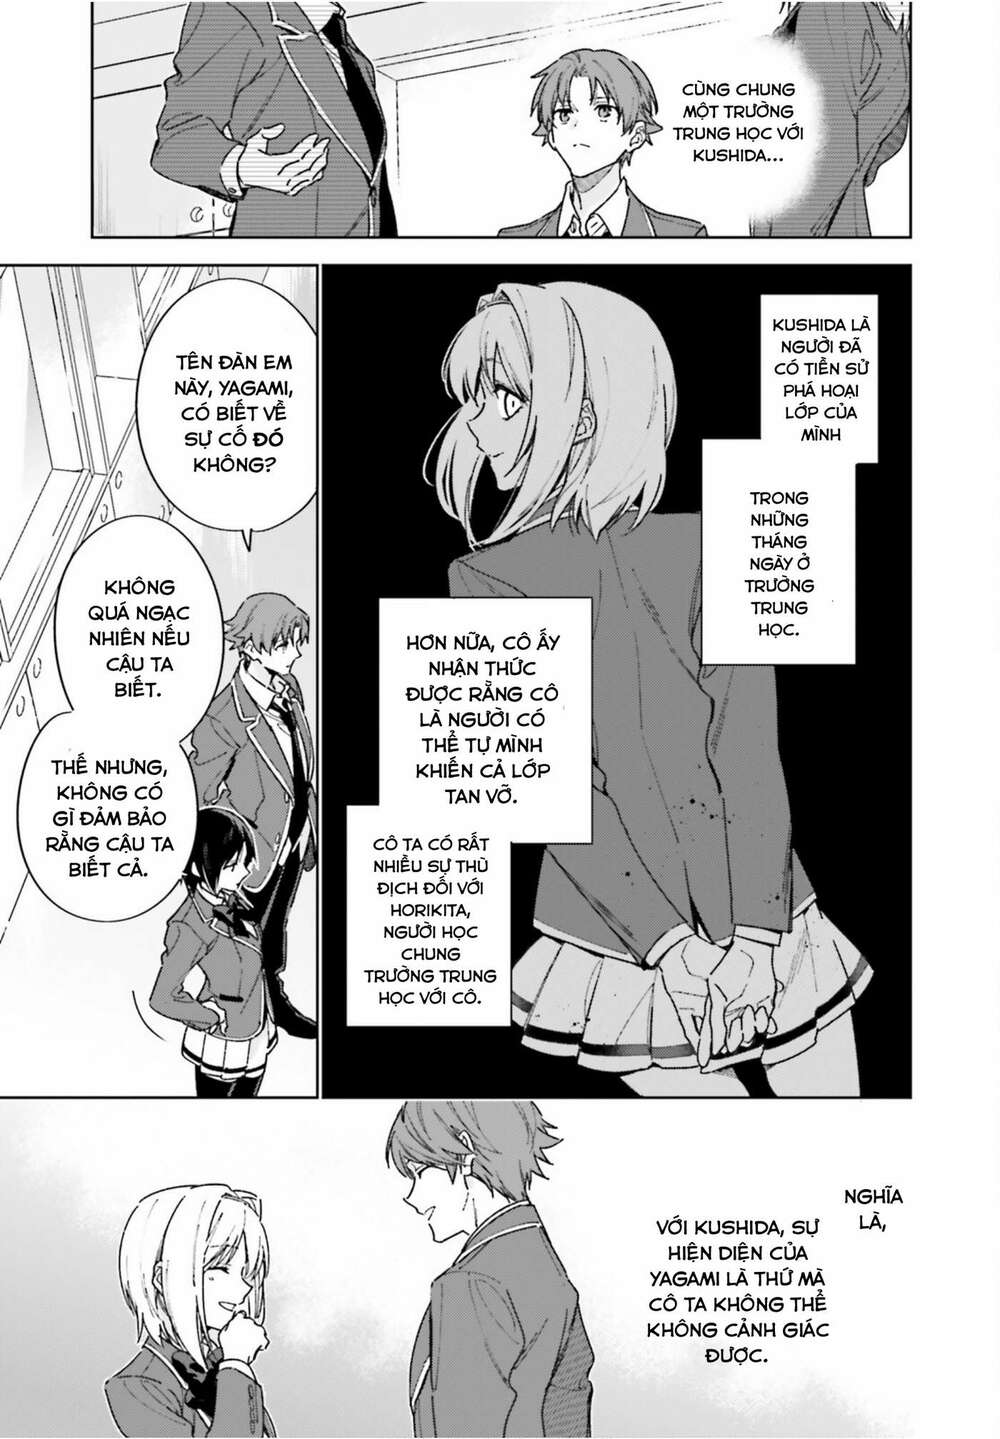 CÙNG CHUNG
MỘT TRƯỜNG
TRUNG HỌC VỚI
KUSHIDA...
KUSHIDA LÀ
NGƯỜI ĐÃ
CÓ TIỀN SỬ
PHÁ HOẠI
LỚP CỦA
MÌNH
TRONG
NHỮNG
THÁNG
NGÀY Ở
TRƯỜNG
TRUNG
HỌC.
HƠN NỮA, CÔ ẤY
NHẬN THỨC
ĐƯỢC RẰNG CÔ
LÀ NGƯỜI CÓ
THỂ TỰ MÌNH
KHIẾN CẢ LỚP
TAN VỠ.
CÔ TA CÓ RẤT
NHIỀU SỰ THÙ
ĐỊCH ĐỐI VỚI
HORIKITA,
NGƯỜI HỌC
CHUNG
TRƯỜNG TRUNG
HỌC VỚI CÔ.
TÊN ĐÀN EM
NÀY, YAGAMI,
CÓ BIẾT VỀ
SỰ CỐ ĐÓ
KHÔNG?
KHÔNG
QUÁ NGẠC
NHIÊN NẾU
CẬU TA
BIẾT.
THẾ NHƯNG,
KHÔNG CÓ
GÌ ĐẢM BẢO
RẰNG CẬU TA
BIẾT CẢ.
NGHĨA
LÀ,
VỚI KUSHIDA, SỰ
HIỆN DIỆN CỦA
YAGAMI LÀ THỨ MÀ
CÔ TA KHÔNG THỂ
KHÔNG CẢNH GIÁC
ĐƯỢC.